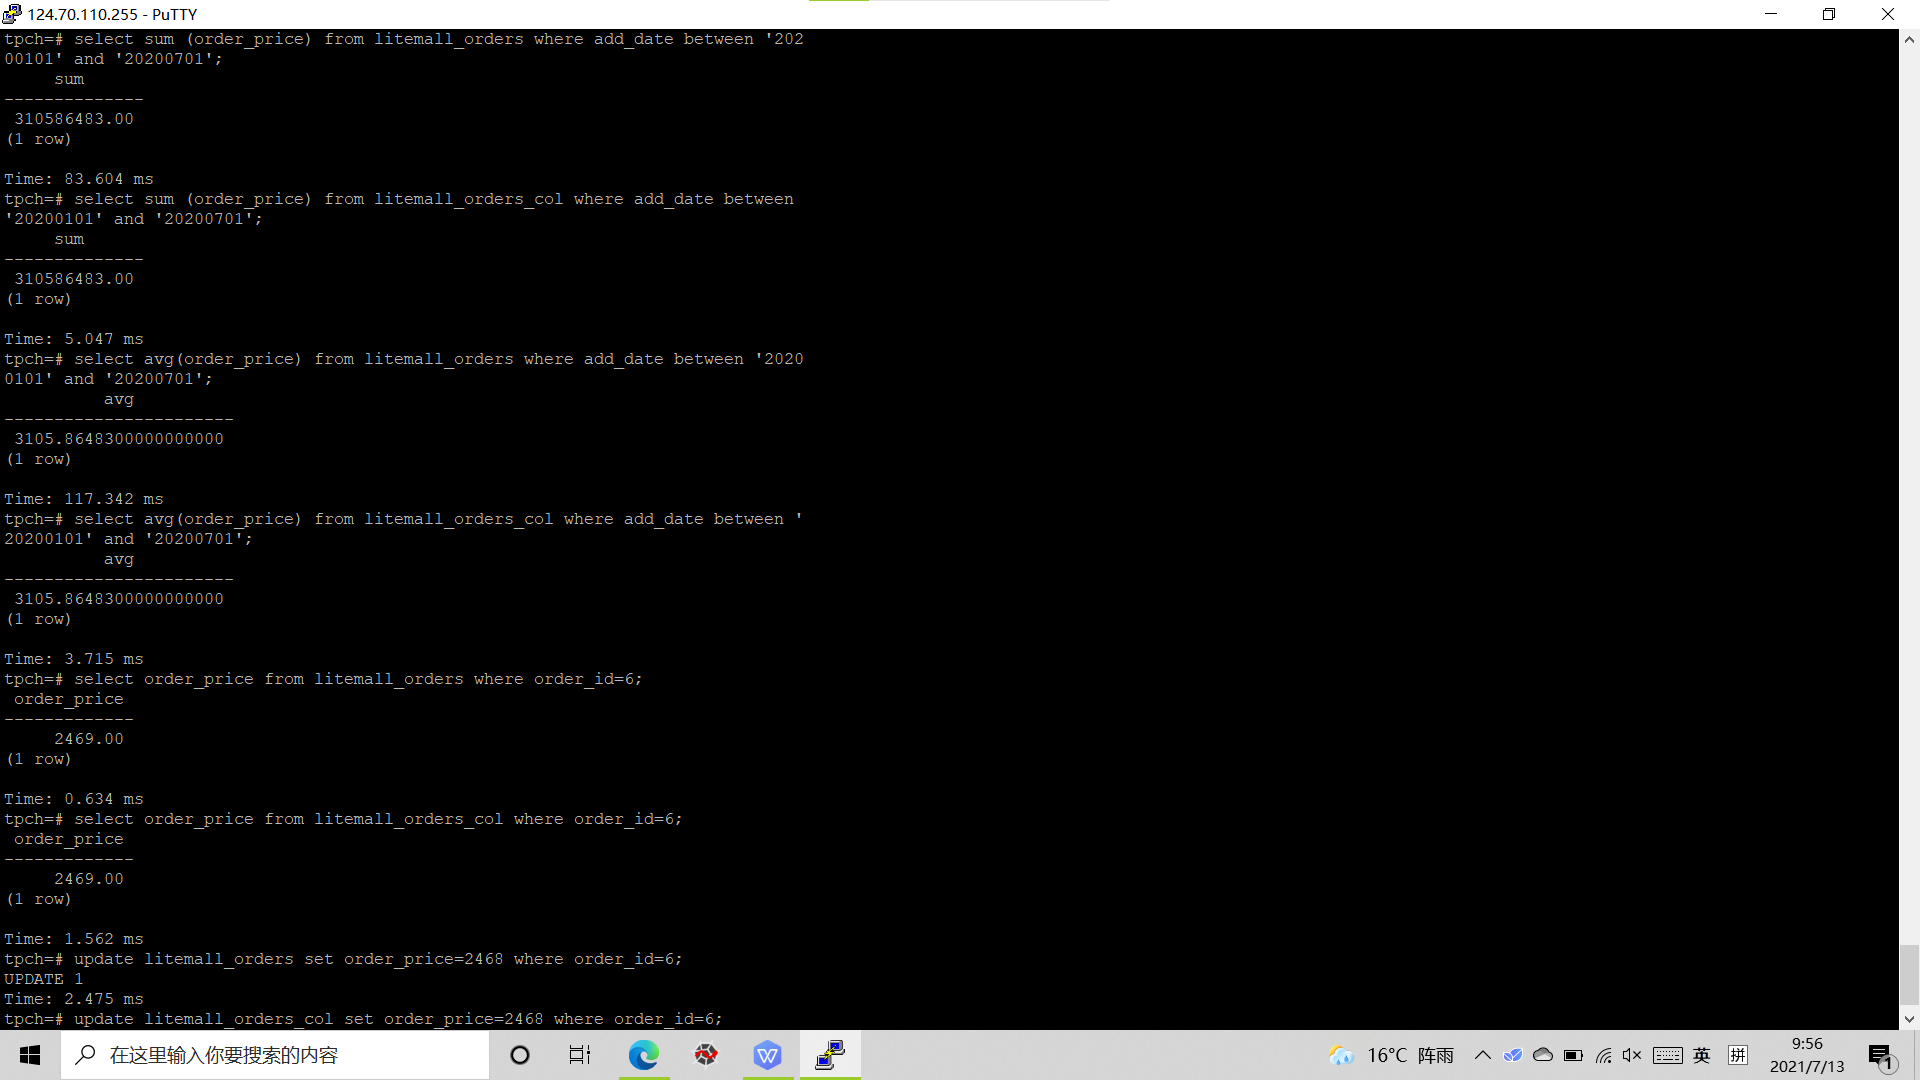 124.70.110.255 - PuTTY
tpch=# select sum (order_price) from litemall_orders where add_date between '202
00101' and '20200701';
sum
--------------
310586483.00
(1 row)
Time: 83.604 ms
tpch=# select sum (order_price) from litemall_orders_col where add_date between
'20200101' and '20200701';
sum
--------------
310586483.00
(1 row)
Time: 5.047 ms
tpch=# select avg(order_price) from litemall_orders where add_date between '2020
0101' and '20200701';
avg
-----------------------
3105.8648300000000000
(1 row)
Time: 117.342 ms
tpch=# select avg(order_price) from litemall_orders_col where add_date between '
20200101' and '20200701';
avg
-----------------------
3105.8648300000000000
(1 row)
Time: 3.715 ms
tpch=# select order_price from litemall_orders where order_id=6;
order_price
-------------
2469.00
(1 row)
Time: 0.634 ms
tpch=# select order_price from litemall_orders_col where order_id=6;
order_price
-------------
2469.00
(1 row)
Time: 1.562 ms
tpch=# update litemall_orders set order_price=2468 where order_id=6;
UPDATE 1
Time: 2.475 ms
tpch=# update litemall_orders_col set order_price=2468 where order_id=6;
在这里输入你要搜索的内容
16°C 阵雨
英
拼
9:56
2021/7/13
1